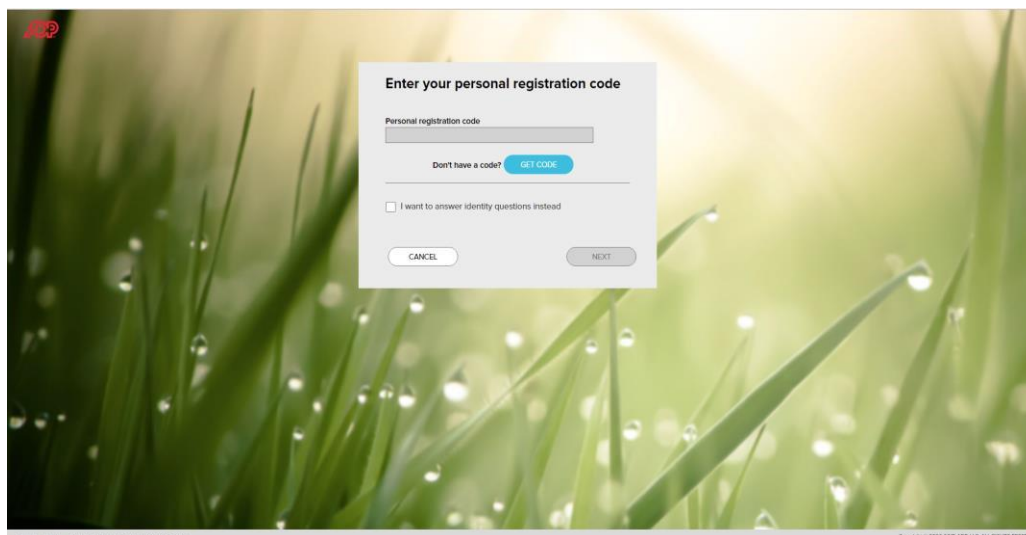 ADP
Enter your personal registration code
Personal registration code
Don't have a code? GET CODE
I want to answer identity questions instead
CANCEL NEXT